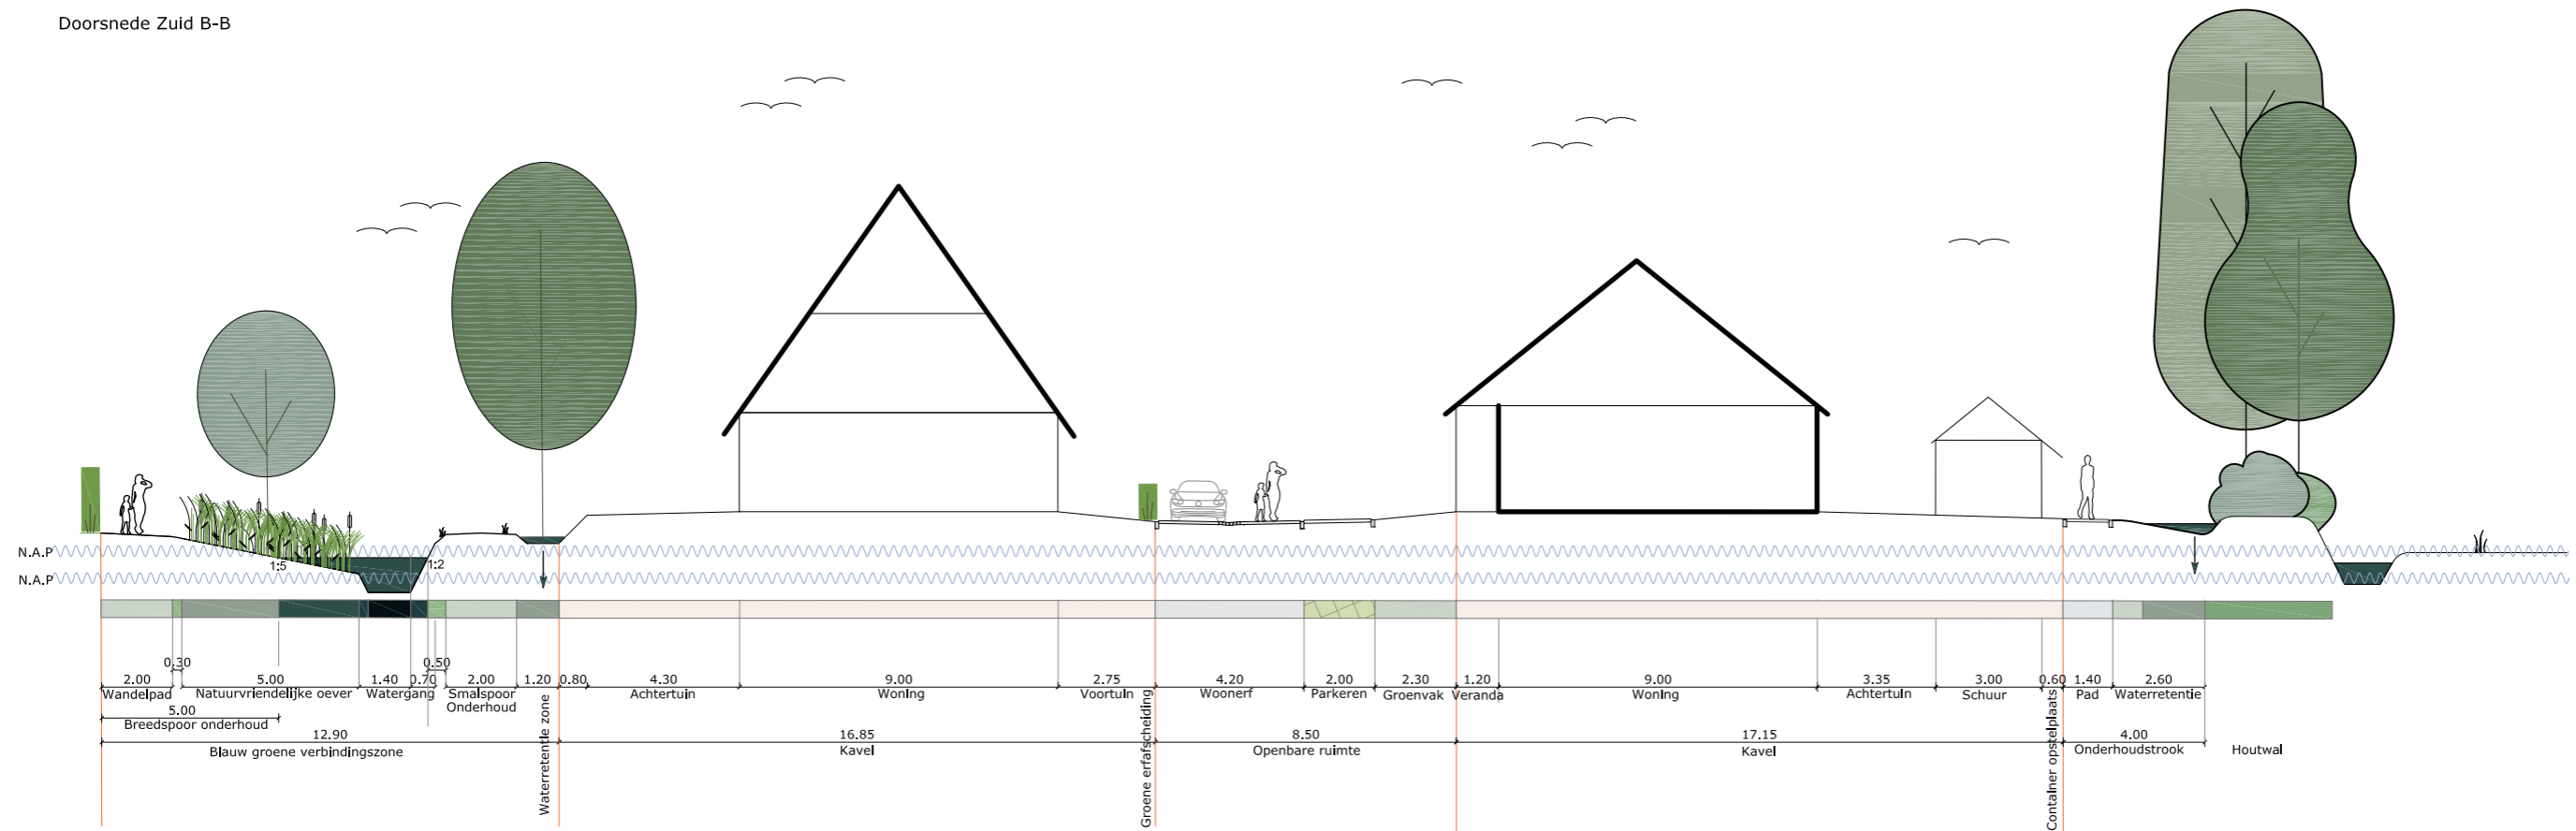 Doorsnede Zuid B-B
N.A.P
N.A.P
1:5
1:2
0.30
0.50
2.00
5.00
1.40
0.70
2.00
1.20
0.80
4.30
9.00
2.75
4.20
2.00
2.30
1.20
9.00
3.35
3.00
0.60
1.40
2.60
Wandelpad
Natuurvriendelijke oever
Watergang
Smalspoor
Onderhoud
Achtertuin
Woning
Voortuin
Woonerf
Parkeren
Groenvak
Veranda
Woning
Achtertuin
Schuur
Pad
Waterretentie
5.00
Breedspoor onderhoud
Waterretentie zone
Groene erfafscheiding
Container opstelplaats
12.90
Blauw groene verbindingszone
16.85
Kavel
8.50
Openbare ruimte
17.15
Kavel
4.00
Onderhoudstrook
Houtwal